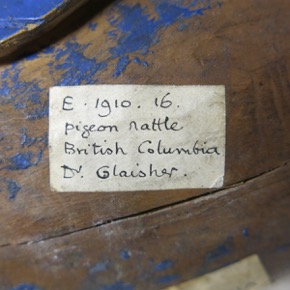 E. 1910. 16.
pigeon rattle
British Columbia
Dr. Glaisher.